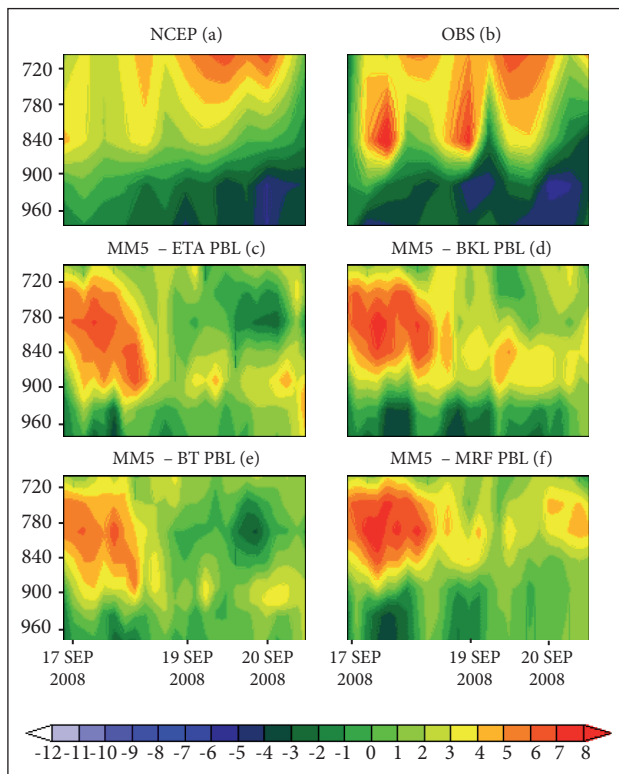 NCEP (a)
OBS (b)
720
780
840
900
960
MM5 – ETA PBL (c)
MM5 – BKL PBL (d)
720
780
840
900
960
MM5 – BT PBL (e)
MM5 – MRF PBL (f)
720
780
840
900
960
17 SEP 19 SEP 20 SEP 17 SEP 19 SEP 20 SEP
2008 2008 2008 2008 2008 2008
-12-11-10 -9 -8 -7 -6 -5 -4 -3 -2 -1 0 1 2 3 4 5 6 7 8